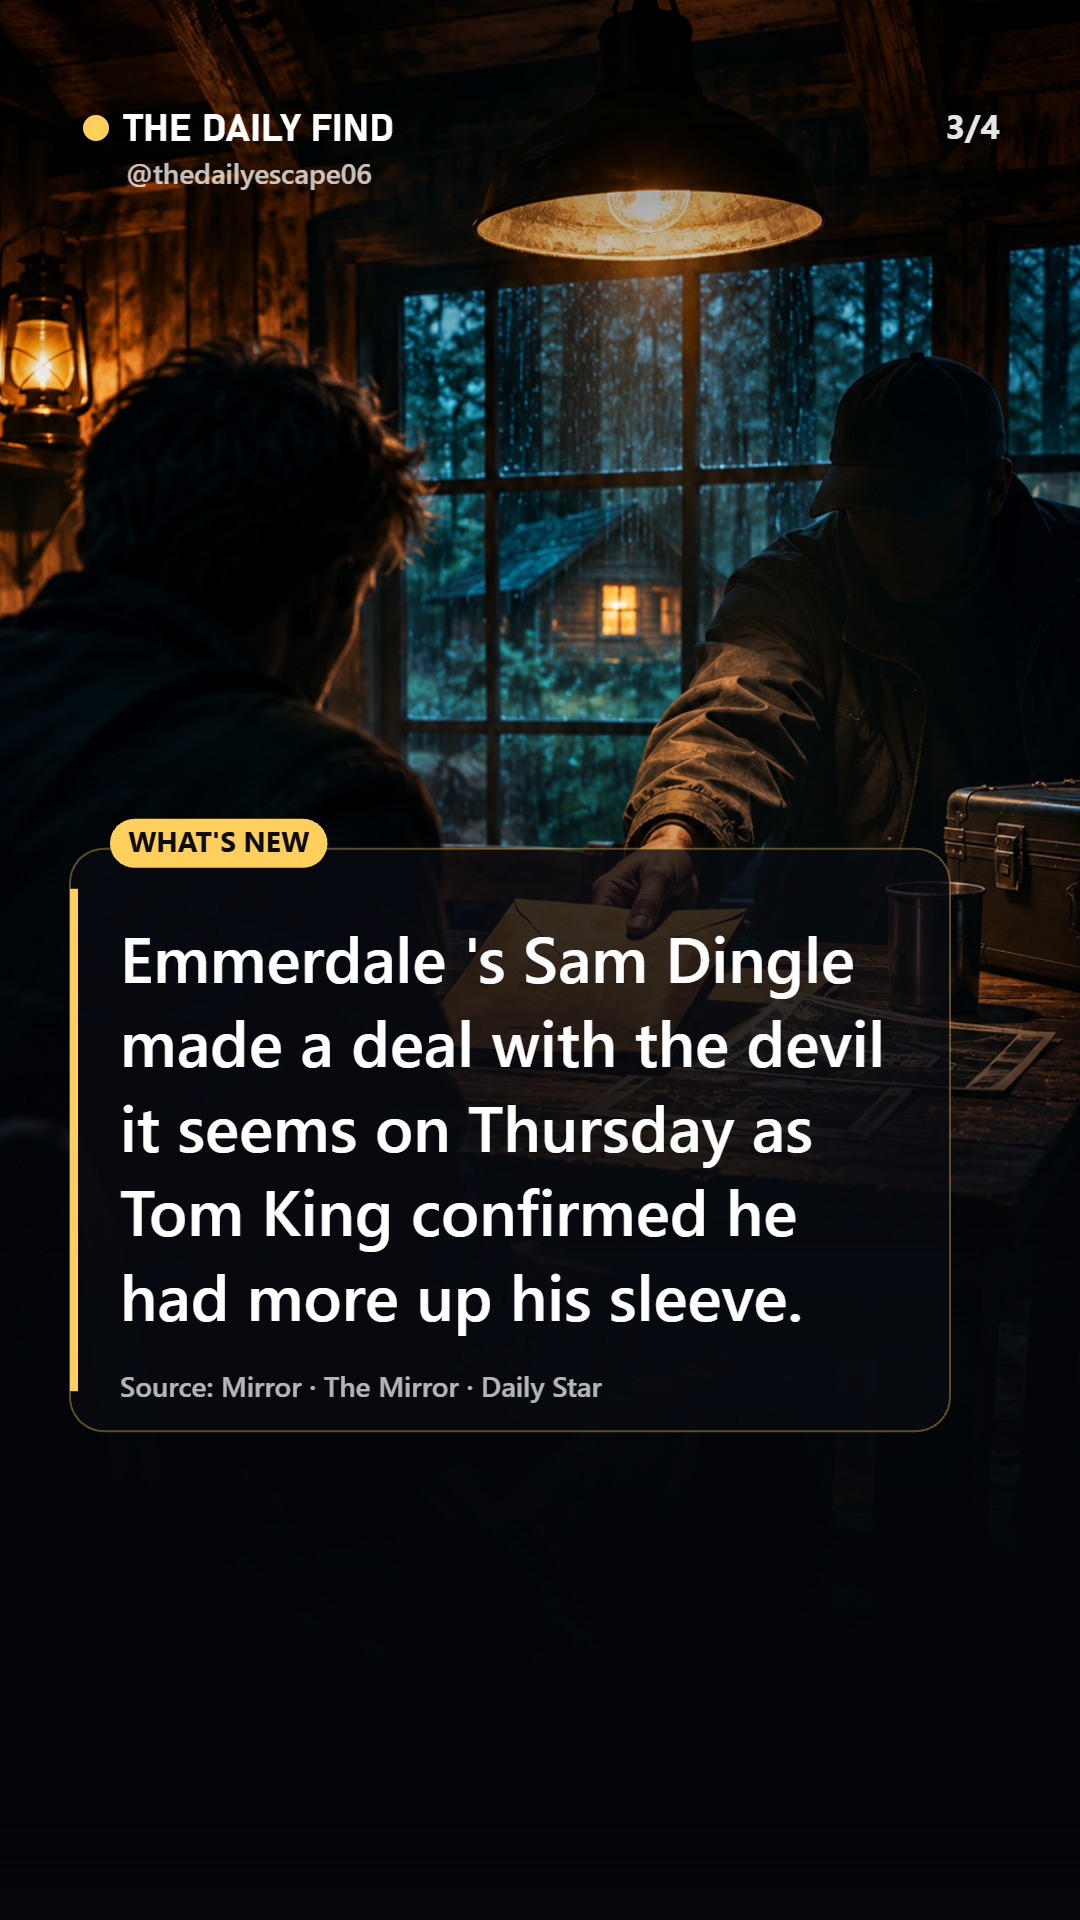 THE DAILY FIND
3/4
@thedailyescape06
WHAT'S NEW
Emmerdale 's Sam Dingle
made a deal with the devil
it seems on Thursday as
Tom King confirmed he
had more up his sleeve.
Source: Mirror · The Mirror · Daily Star